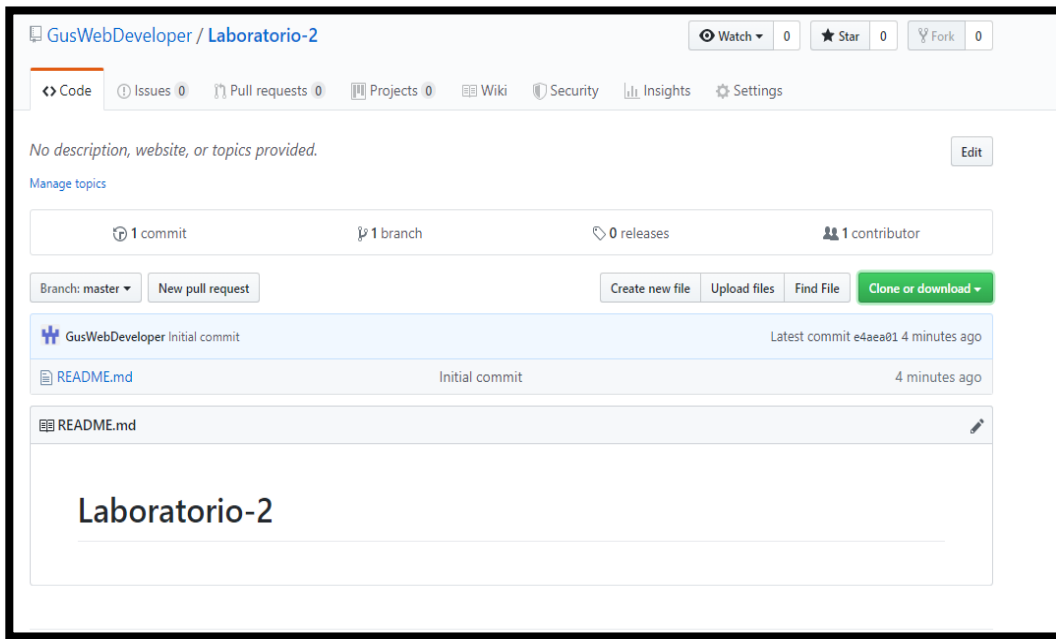 GusWebDeveloper / Laboratorio-2 Watch 0 Star 0 Fork 0
Code Issues 0 Pull requests 0 Projects 0 Wiki Security Insights Settings
No description, website, or topics provided. Edit
Manage topics
1 commit 1 branch 0 releases 1 contributor
Branch: master New pull request Create new file Upload files Find File Clone or download
GusWebDeveloper Initial commit Latest commit e4aea01 4 minutes ago
README.md Initial commit 4 minutes ago
README.md
Laboratorio-2